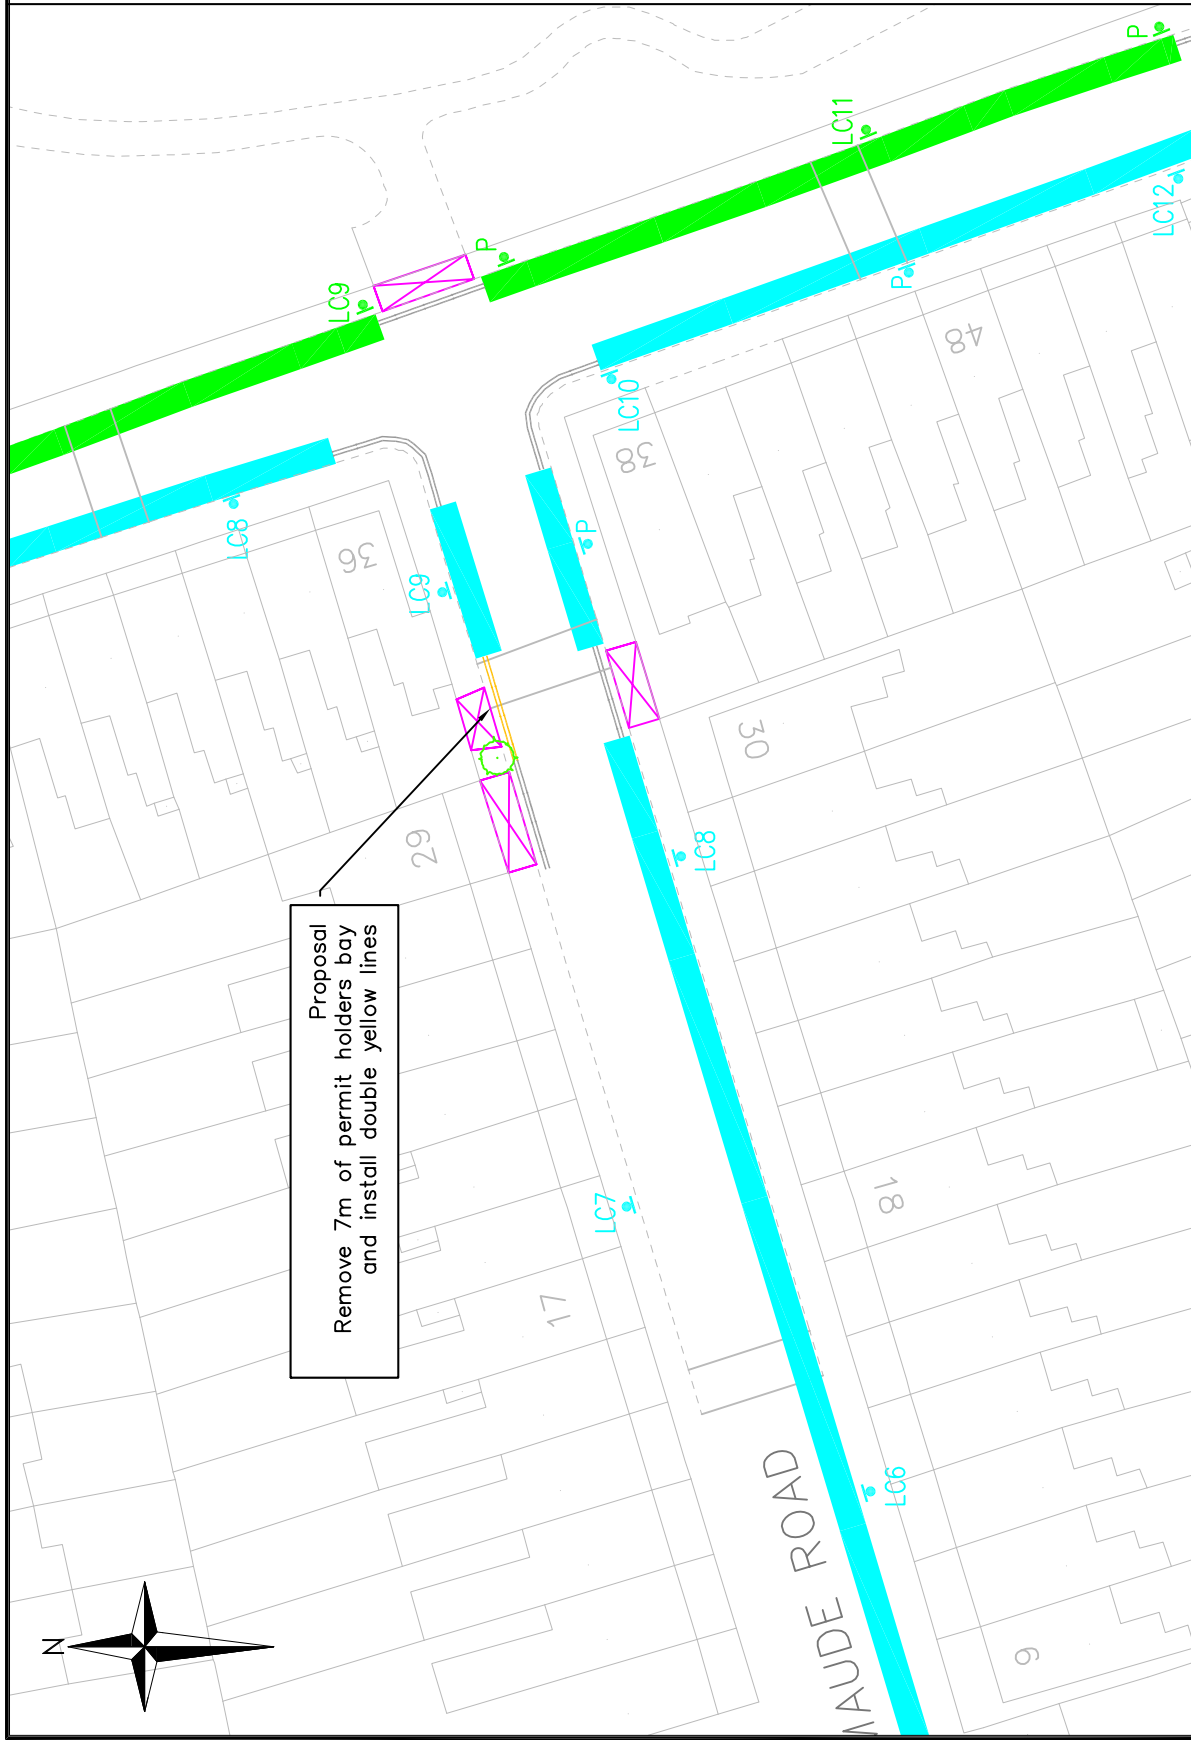 N
Proposal
Remove 7m of permit holders bay
and install double yellow lines
MAUDE ROAD
LC9
P
LC11
P
LC12
P
LC10
LC8
LC9
P
LC8
LC7
LC6
36
38
48
29
30
17
18
6